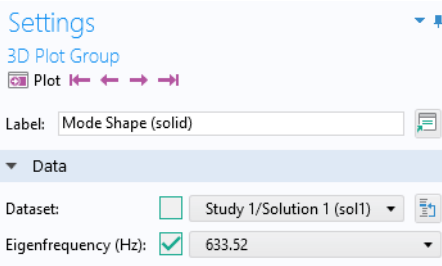 Settings
3D Plot Group
Plot
Label: Mode Shape (solid)
Data
Dataset: Study 1/Solution 1 (sol1)
Eigenfrequency (Hz): 633.52